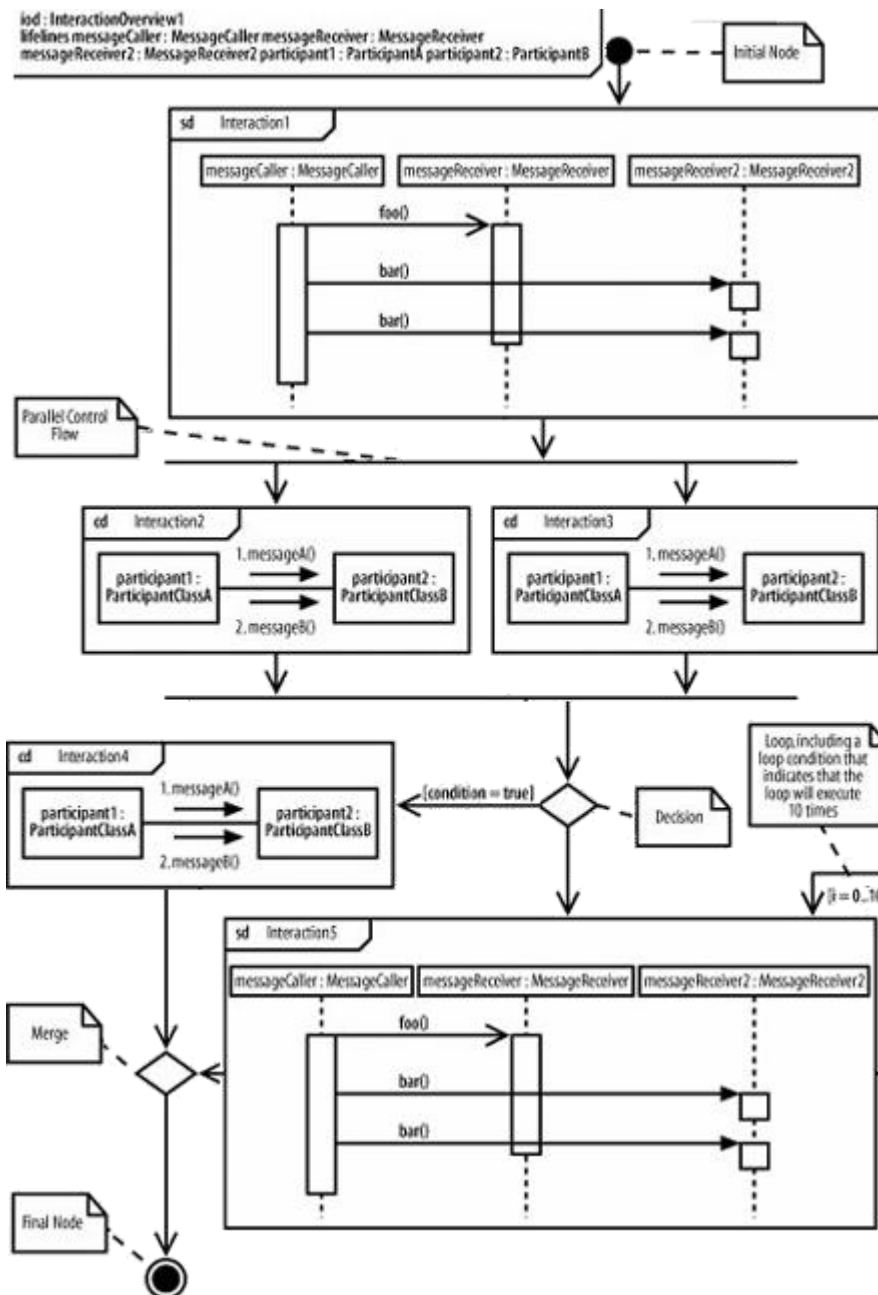 iod : InteractionOverview1
lifelines messageCaller : MessageCaller messageReceiver : MessageReceiver
messageReceiver2 : MessageReceiver2 participant1 : ParticipantA participant2 : ParticipantB
Initial Node
sd Interaction1
messageCaller : MessageCaller
messageReceiver : MessageReceiver
messageReceiver2 : MessageReceiver2
foo()
bar()
bar()
Parallel Control
Flow
cd Interaction2
1. messageA()
participant1 :
ParticipantClassA
participant2 :
ParticipantClassB
2. messageB()
cd Interaction3
1. messageA()
participant1 :
ParticipantClassA
participant2 :
ParticipantClassB
2. messageB()
cd Interaction4
1. messageA()
participant1 :
ParticipantClassA
participant2 :
ParticipantClassB
2. messageB()
[condition = true]
Decision
Loop, including a
loop condition that
indicates that the
loop will execute
10 times
[i = 0..10
sd Interaction5
messageCaller : MessageCaller
messageReceiver : MessageReceiver
messageReceiver2 : MessageReceiver2
foo()
bar()
bar()
Merge
Final Node